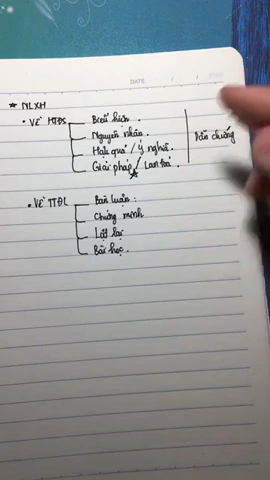 DATE / /
★ NLXH
• VỀ HTĐS Biểu hiện.
Nguyên nhân.
Hậu quả / Ý nghĩa.
Giải pháp / Lan toả.
Dẫn chứng
• VỀ TTĐL Bàn luận.
Chứng minh
Lật lại
Bài học.